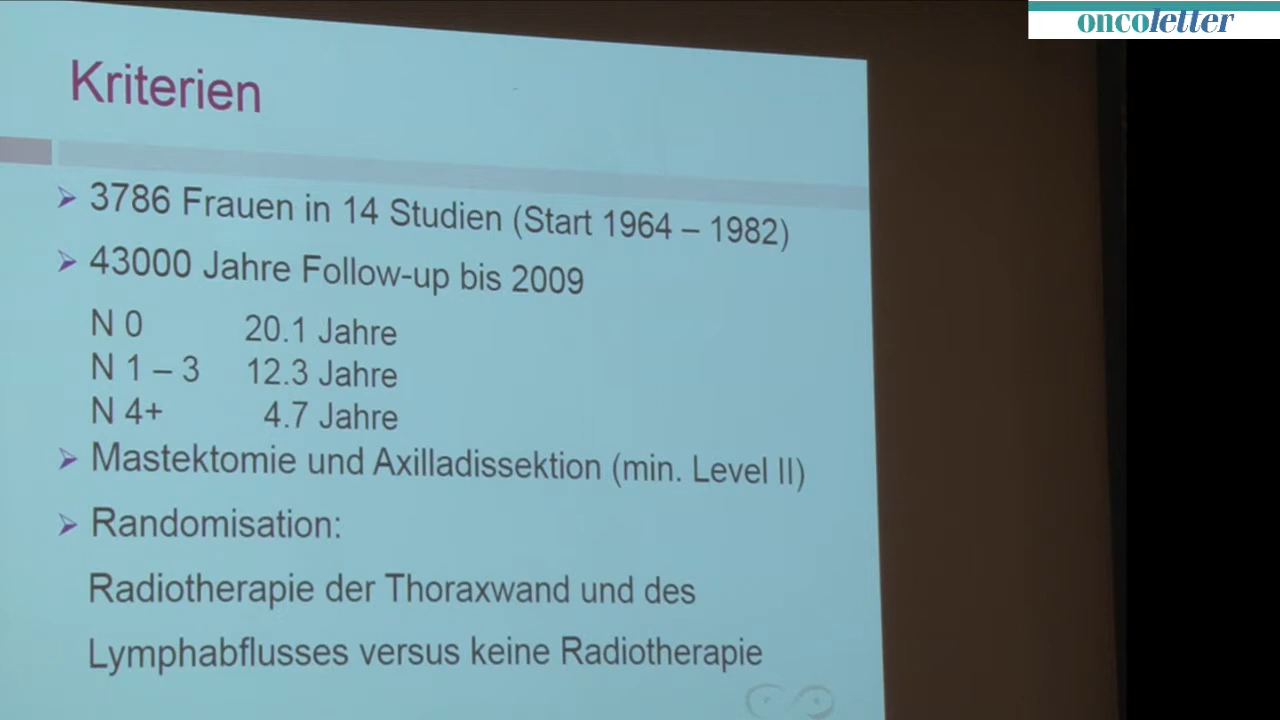 oncoletter
Kriterien
➢ 3786 Frauen in 14 Studien (Start 1964 – 1982)
➢ 43000 Jahre Follow-up bis 2009
N 0 20.1 Jahre
N 1 – 3 12.3 Jahre
N 4+ 4.7 Jahre
➢ Mastektomie und Axilladissektion (min. Level II)
➢ Randomisation:
Radiotherapie der Thoraxwand und des
Lymphabflusses versus keine Radiotherapie